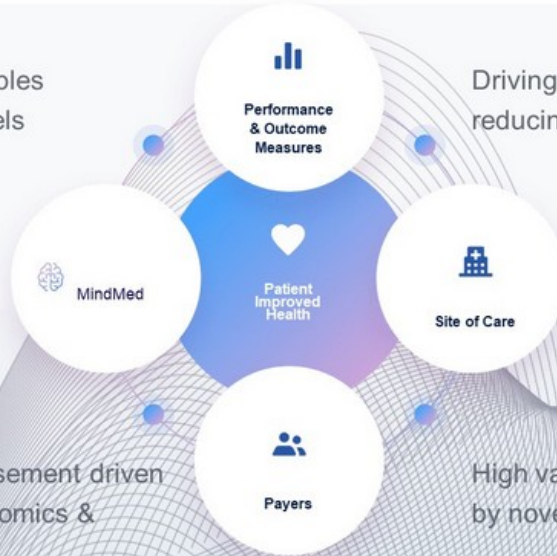 Driving
reducin
Performance
& Outcome
Measures
els
MindMed
Patient
Improved
Health
Site of Care
sement driven
omics &
Payers
High va
by nove